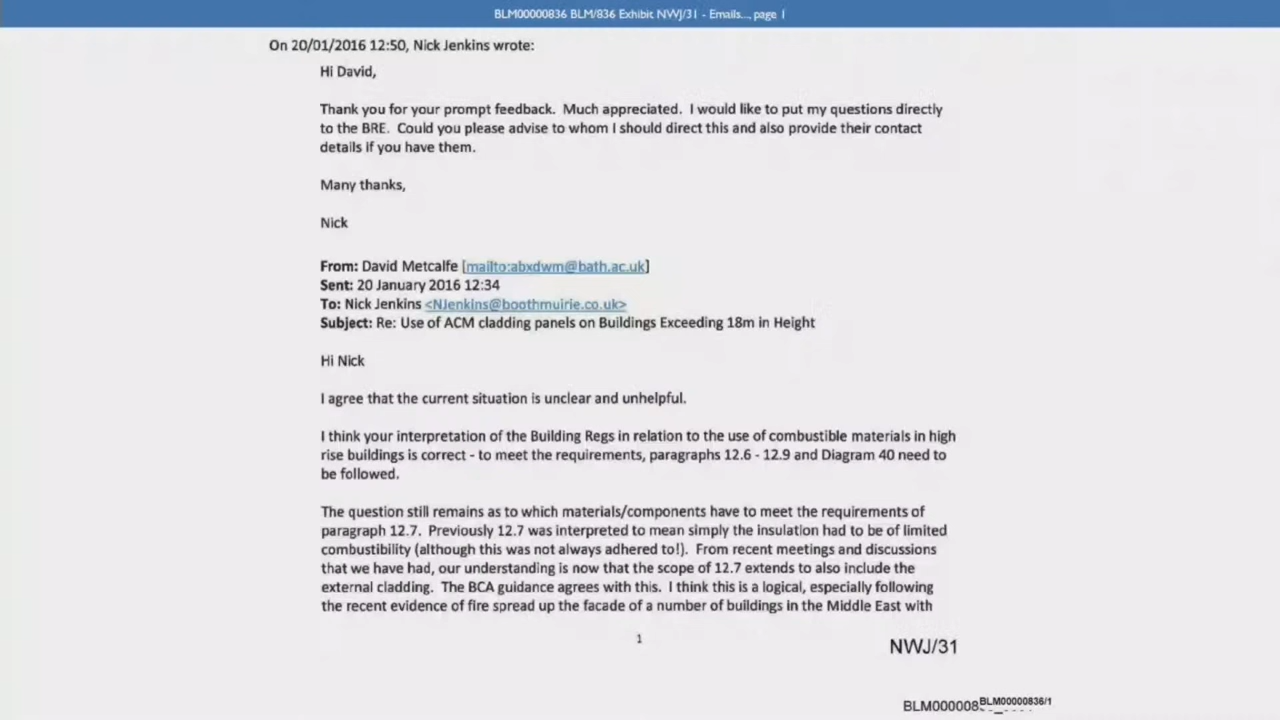 BLM00000836 BLM/836 Exhibit NWJ/31 - Emails..., page 1
On 20/01/2016 12:50, Nick Jenkins wrote:
Hi David,
Thank you for your prompt feedback. Much appreciated. I would like to put my questions directly
to the BRE. Could you please advise to whom I should direct this and also provide their contact
details if you have them.
Many thanks,
Nick
From: David Metcalfe [mailto:abxdwm@bath.ac.uk]
Sent: 20 January 2016 12:34
To: Nick Jenkins <NJenkins@boothmuirie.co.uk>
Subject: Re: Use of ACM cladding panels on Buildings Exceeding 18m in Height
Hi Nick
I agree that the current situation is unclear and unhelpful.
I think your interpretation of the Building Regs in relation to the use of combustible materials in high
rise buildings is correct - to meet the requirements, paragraphs 12.6 - 12.9 and Diagram 40 need to
be followed.
The question still remains as to which materials/components have to meet the requirements of
paragraph 12.7. Previously 12.7 was interpreted to mean simply the insulation had to be of limited
combustibility (although this was not always adhered to!). From recent meetings and discussions
that we have had, our understanding is now that the scope of 12.7 extends to also include the
external cladding. The BCA guidance agrees with this. I think this is a logical, especially following
the recent evidence of fire spread up the facade of a number of buildings in the Middle East with
1
NWJ/31
BLM000008
BLM00000836/1